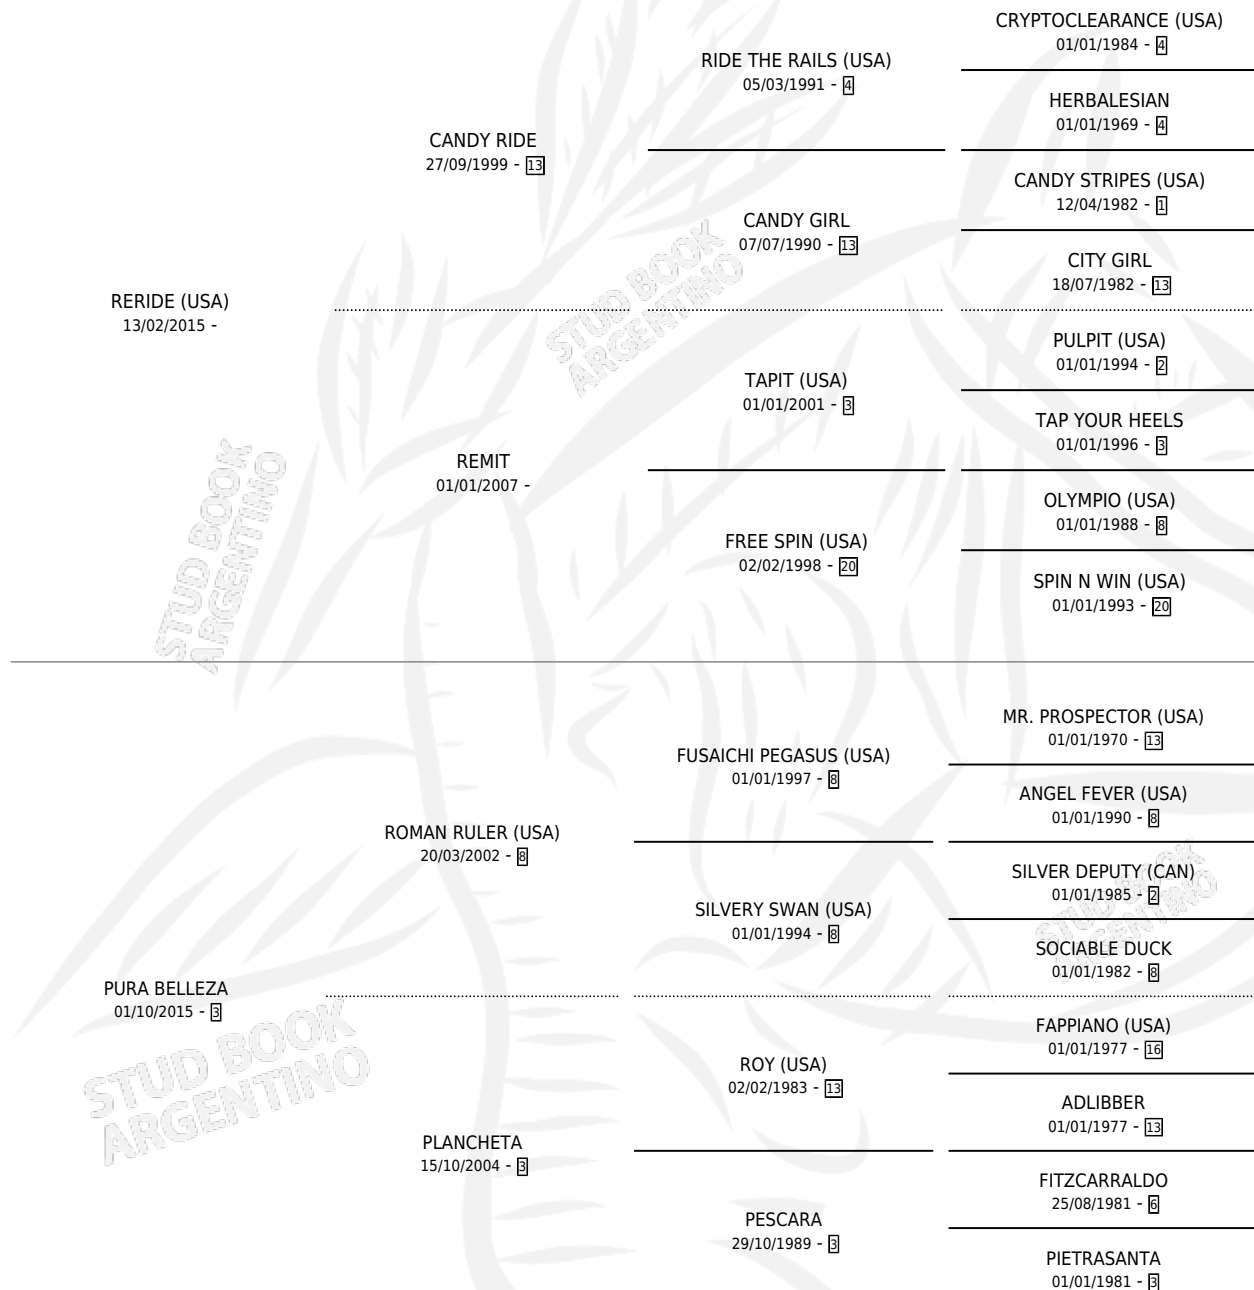 CRYPTOCLEARANCE (USA)
01/01/1984 - 4
RIDE THE RAILS (USA)
05/03/1991 - 4
HERBALESIAN
01/01/1969 - 4
CANDY RIDE
27/09/1999 - 13
CANDY STRIPES (USA)
12/04/1982 - 1
CANDY GIRL
07/07/1990 - 13
CITY GIRL
18/07/1982 - 13
RERIDE (USA)
13/02/2015 -
PULPIT (USA)
01/01/1994 - 2
TAPIT (USA)
01/01/2001 - 3
TAP YOUR HEELS
01/01/1996 - 3
REMIT
01/01/2007 -
OLYMPIO (USA)
01/01/1988 - 8
FREE SPIN (USA)
02/02/1998 - 20
SPIN N WIN (USA)
01/01/1993 - 20
STUD BOOK
ARGENTINO
STUD BOOK
ARGENTINO
MR. PROSPECTOR (USA)
01/01/1970 - 13
FUSAICHI PEGASUS (USA)
01/01/1997 - 8
ANGEL FEVER (USA)
01/01/1990 - 8
ROMAN RULER (USA)
20/03/2002 - 8
SILVER DEPUTY (CAN)
01/01/1985 - 2
SILVERY SWAN (USA)
01/01/1994 - 8
SOCIABLE DUCK
01/01/1982 - 8
PURA BELLEZA
01/10/2015 - 3
FAPPIANO (USA)
01/01/1977 - 16
ROY (USA)
02/02/1983 - 13
ADLIBBER
01/01/1977 - 13
PLANCHETA
15/10/2004 - 3
FITZCARRALDO
25/08/1981 - 6
PESCARA
29/10/1989 - 3
PIETRASANTA
01/01/1981 - 3
STUD BOOK
ARGENTINO
STUD BOOK
ARGENTINO